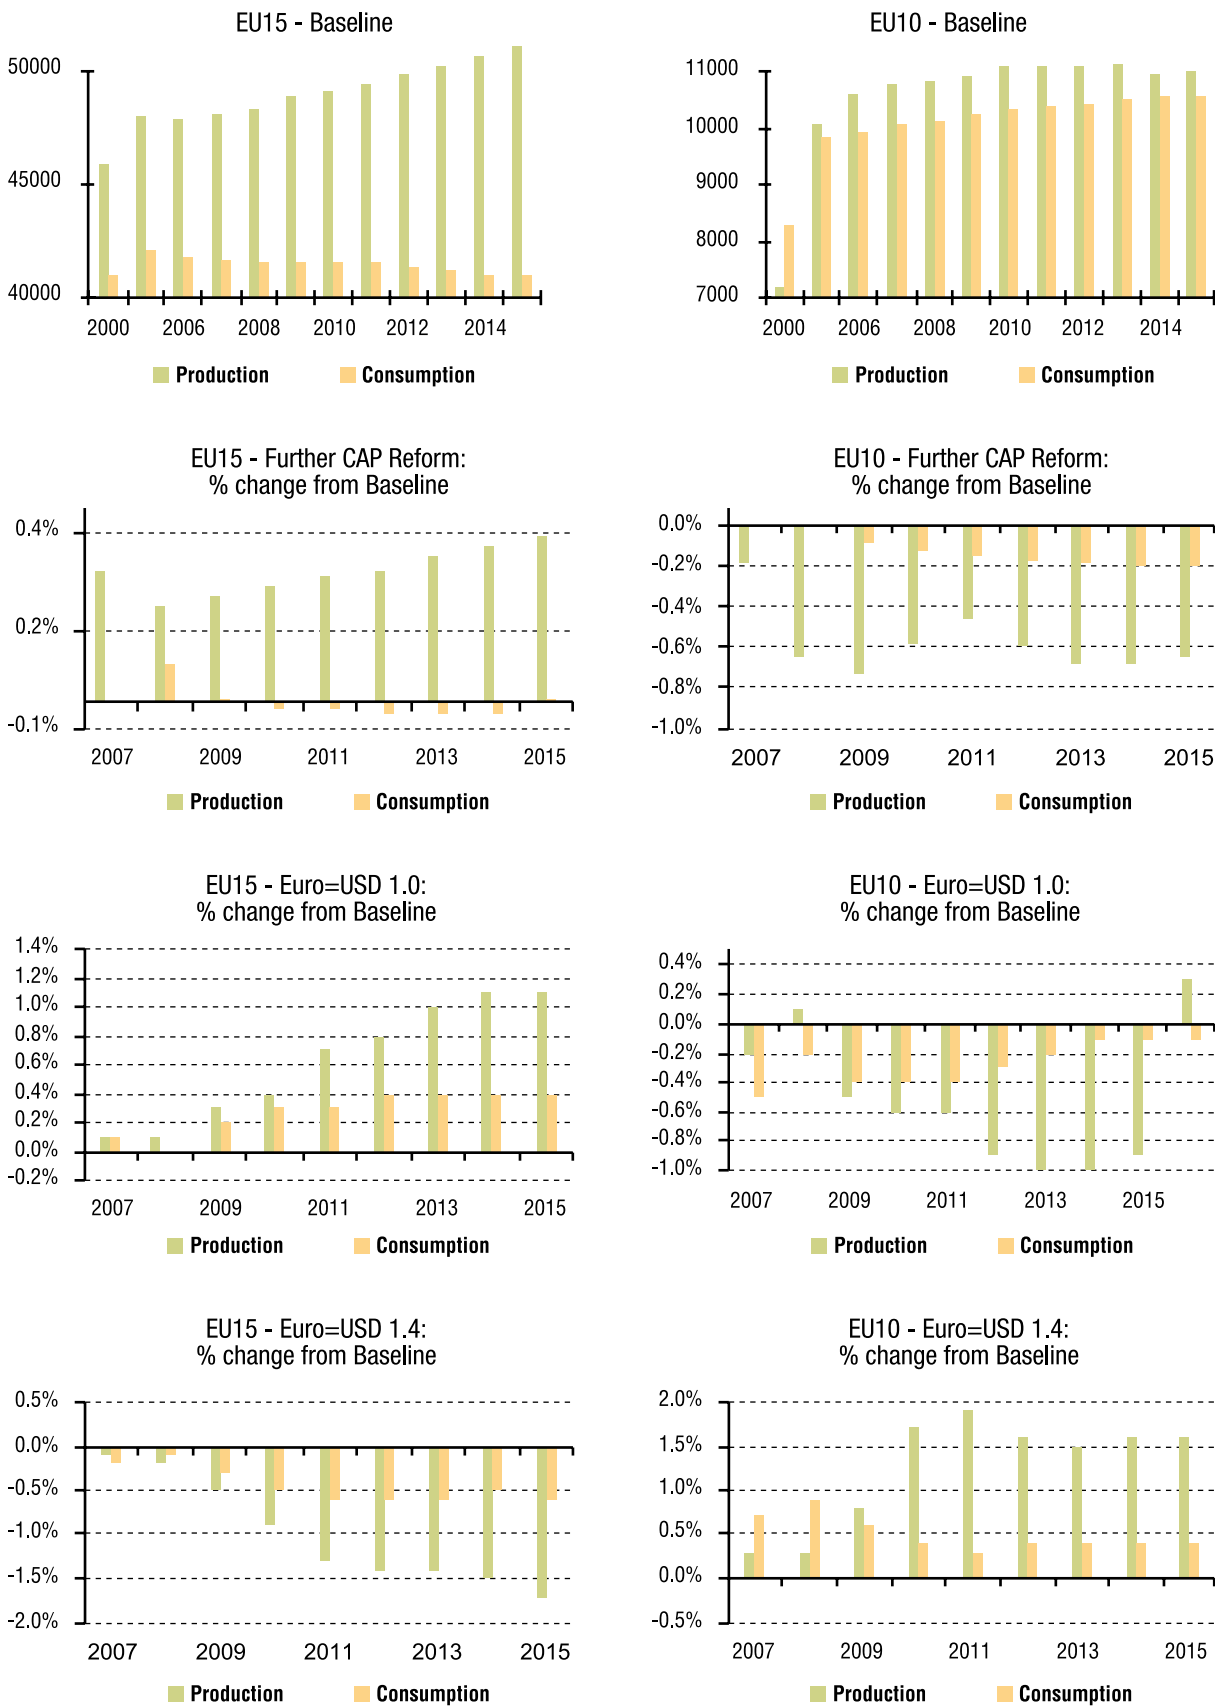 EU15 - Baseline
50000
45000
40000
2000 2006 2008 2010 2012 2014
Production Consumption
EU10 - Baseline
11000
10000
9000
8000
7000
2000 2006 2008 2010 2012 2014
Production Consumption
EU15 - Further CAP Reform:
% change from Baseline
0.4%
0.2%
-0.1%
2007 2009 2011 2013 2015
Production Consumption
EU10 - Further CAP Reform:
% change from Baseline
0.0%
-0.2%
-0.4%
-0.6%
-0.8%
-1.0%
2007 2009 2011 2013 2015
Production Consumption
EU15 - Euro=USD 1.0:
% change from Baseline
1.4%
1.2%
1.0%
0.8%
0.6%
0.4%
0.2%
0.0%
-0.2%
2007 2009 2011 2013 2015
Production Consumption
EU10 - Euro=USD 1.0:
% change from Baseline
0.4%
0.2%
0.0%
-0.2%
-0.4%
-0.6%
-0.8%
-1.0%
2007 2009 2011 2013 2015
Production Consumption
EU15 - Euro=USD 1.4:
% change from Baseline
0.5%
0.0%
-0.5%
-1.0%
-1.5%
-2.0%
2007 2009 2011 2013 2015
Production Consumption
EU10 - Euro=USD 1.4:
% change from Baseline
2.0%
1.5%
1.0%
0.5%
0.0%
-0.5%
2007 2009 2011 2013 2015
Production Consumption